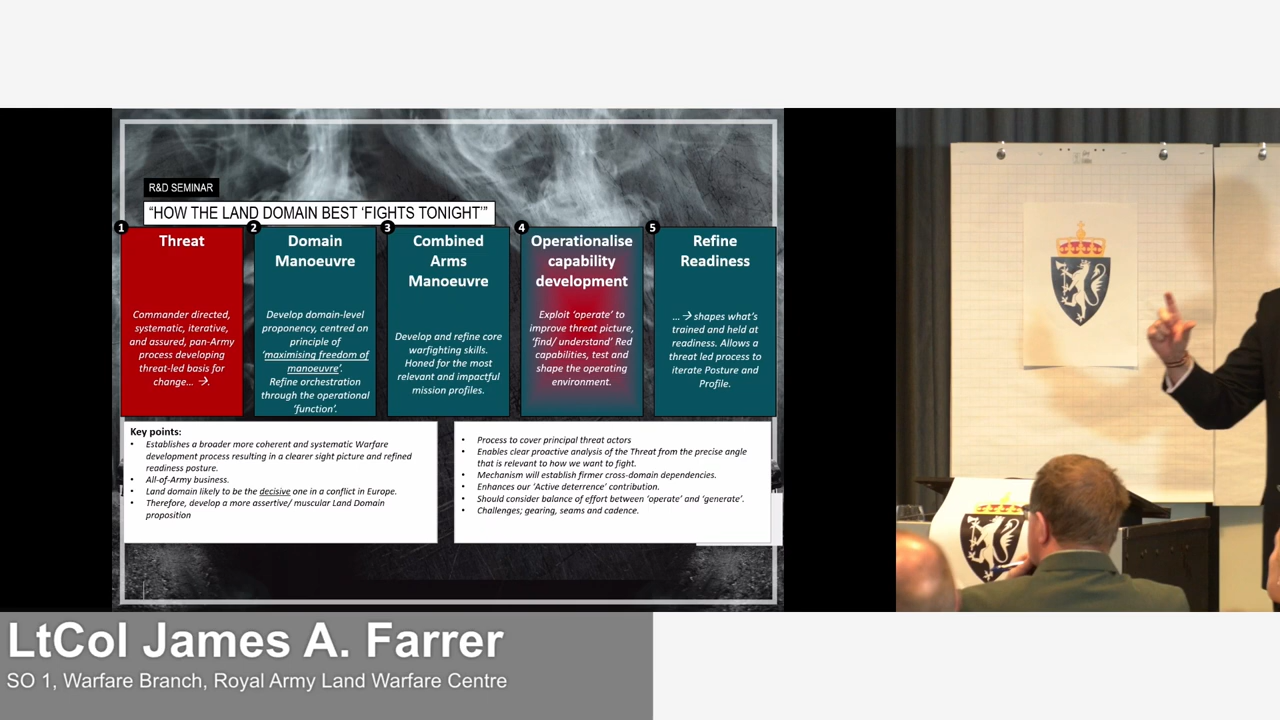 R&D SEMINAR
“HOW THE LAND DOMAIN BEST ‘FIGHTS TONIGHT’”
1
Threat
Commander directed,
systematic, iterative,
and assured, pan-Army
process developing
threat-led basis for
change… →.
2
Domain
Manoeuvre
Develop domain-level
proponency, centred on
principle of
‘maximising freedom of
manoeuvre’.
Refine orchestration
through the operational
‘function’.
3
Combined
Arms
Manoeuvre
Develop and refine core
warfighting skills.
Honed for the most
relevant and impactful
mission profiles.
4
Operationalise
capability
development
Exploit ‘operate’ to
improve threat picture,
‘find/ understand’ Red
capabilities, test and
shape the operating
environment.
5
Refine
Readiness
…→ shapes what’s
trained and held at
readiness. Allows a
threat led process to
iterate Posture and
Profile.
Key points:
• Establishes a broader more coherent and systematic Warfare
development process resulting in a clearer sight picture and refined
readiness posture.
• All-of-Army business.
• Land domain likely to be the decisive one in a conflict in Europe.
• Therefore, develop a more assertive/ muscular Land Domain
proposition
• Process to cover principal threat actors
• Enables clear proactive analysis of the Threat from the precise angle
that is relevant to how we want to fight.
• Mechanism will establish firmer cross-domain dependencies.
• Enhances our ‘Active deterrence’ contribution.
• Should consider balance of effort between ‘operate’ and ‘generate’.
• Challenges; gearing, seams and cadence.
LtCol James A. Farrer
SO 1, Warfare Branch, Royal Army Land Warfare Centre